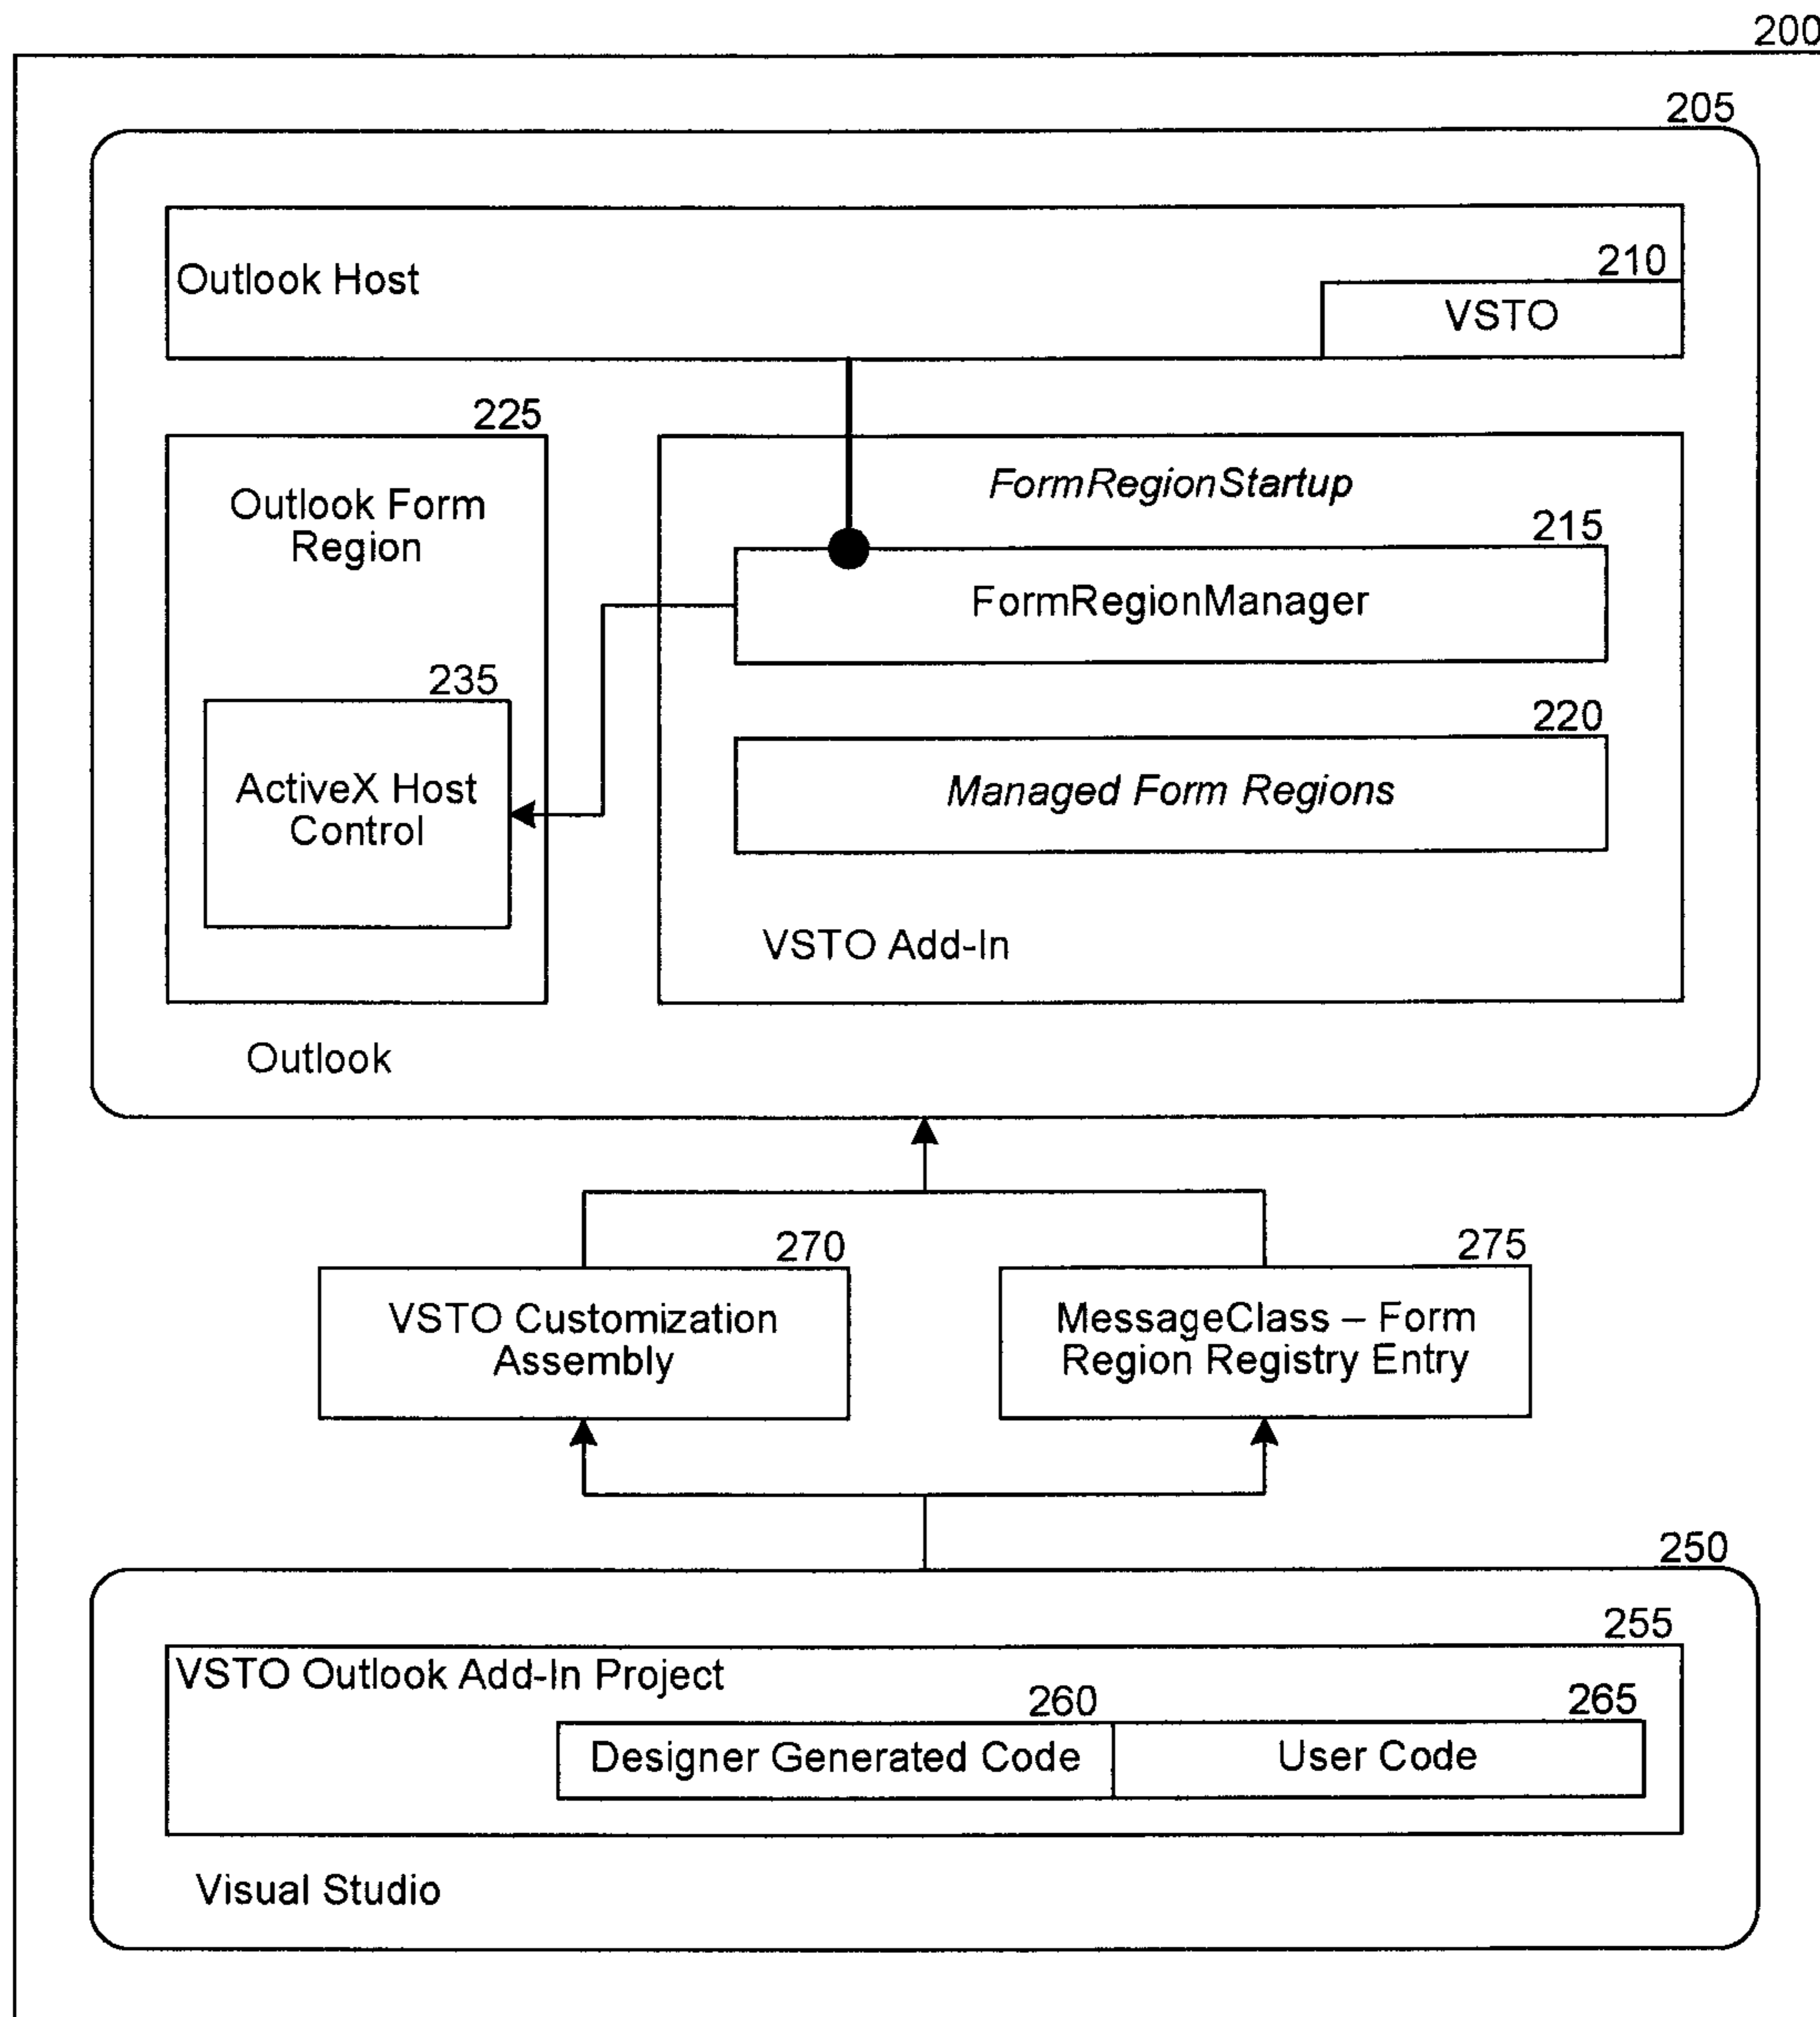 200
205
Outlook Host
210
VSTO
225
Outlook Form
Region
FormRegionStartup
215
FormRegionManager
235
ActiveX Host
Control
220
Managed Form Regions
VSTO Add-In
Outlook
270
VSTO Customization
Assembly
275
MessageClass – Form
Region Registry Entry
250
255
VSTO Outlook Add-In Project
260
Designer Generated Code
265
User Code
Visual Studio